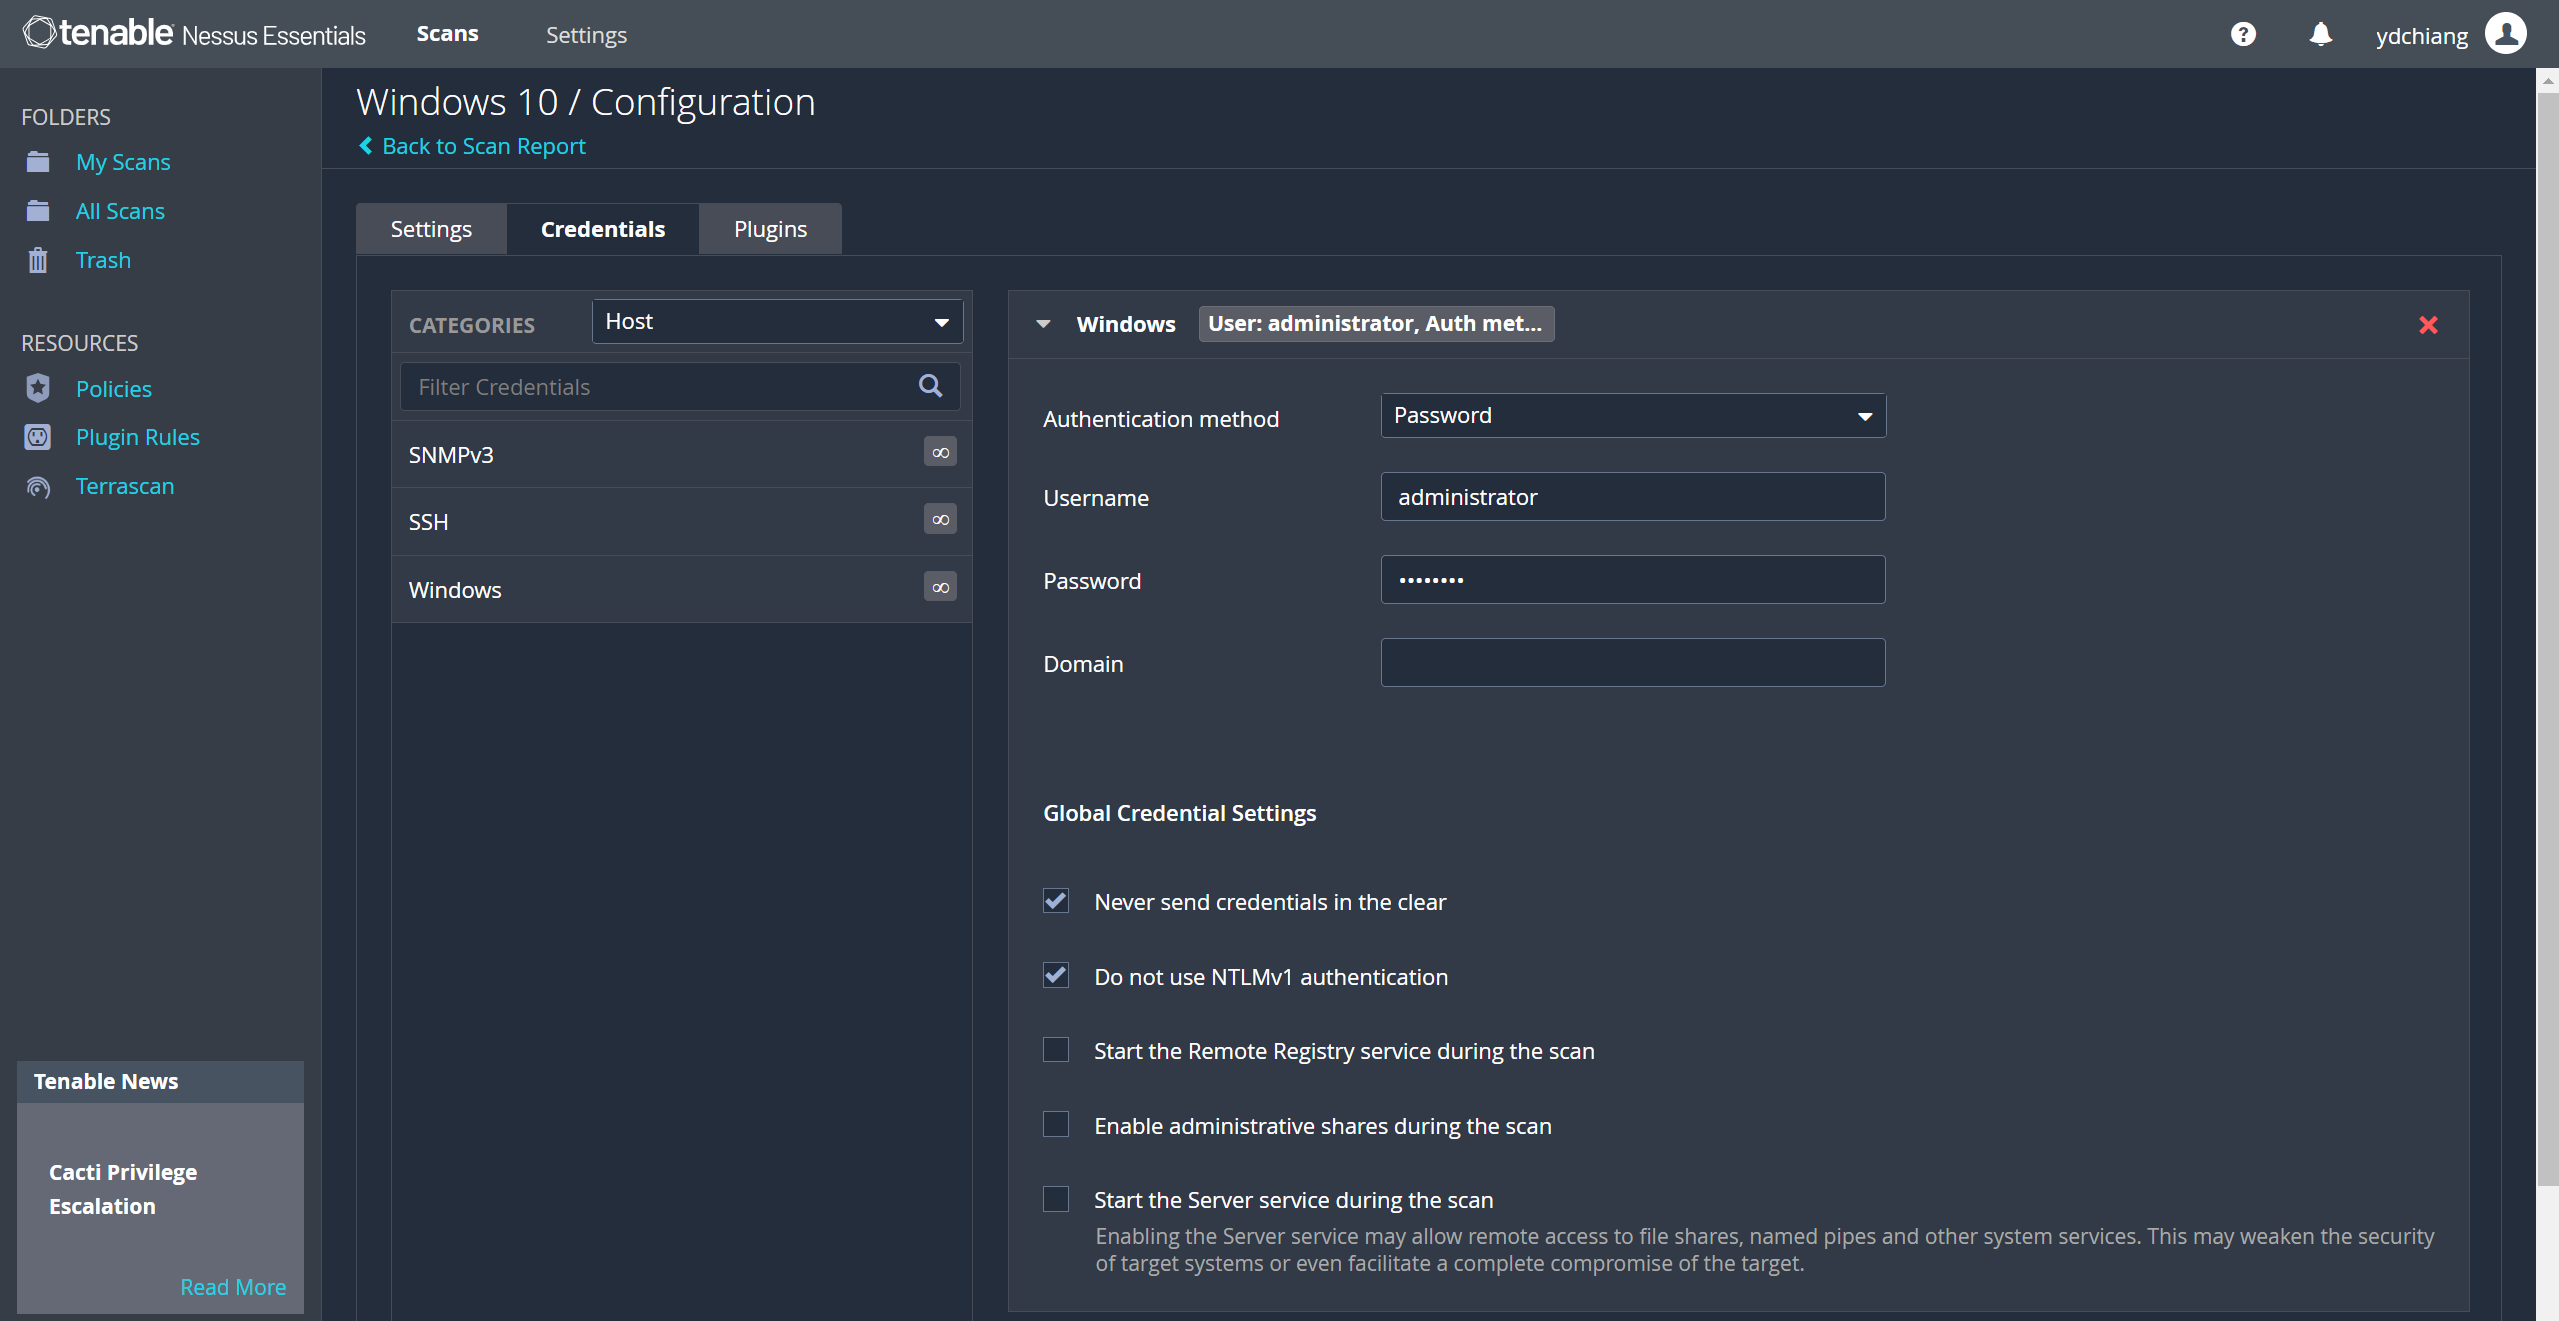 tenable Nessus Essentials Scans Settings ydchiang
FOLDERS
My Scans
All Scans
Trash
RESOURCES
Policies
Plugin Rules
Terrascan
Tenable News
Cacti Privilege
Escalation
Read More
Windows 10 / Configuration
Back to Scan Report
Settings Credentials Plugins
CATEGORIES Host
Filter Credentials
SNMPv3 ∞
SSH ∞
Windows ∞
Windows User: administrator, Auth met...
Authentication method Password
Username administrator
Password ••••••••
Domain
Global Credential Settings
Never send credentials in the clear
Do not use NTLMv1 authentication
Start the Remote Registry service during the scan
Enable administrative shares during the scan
Start the Server service during the scan
Enabling the Server service may allow remote access to file shares, named pipes and other system services. This may weaken the security
of target systems or even facilitate a complete compromise of the target.